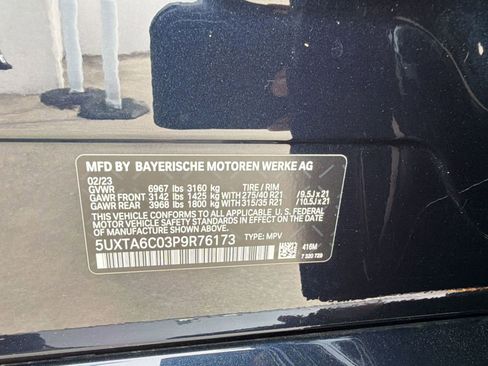 MFD BY BAYERISCHE MOTOREN WERKE AG
02/23
GVWR 6967 lbs 3160 kg TIRE / RIM
GAWR FRONT 3142 lbs 1425 kg WITH 275/40 R21 /9.5J x 21
GAWR REAR 3968 lbs 1800 kg WITH 315/35 R21 /10.5J x 21
THIS VEHICLE CONFORMS TO ALL APPLICABLE U.S. FEDERAL
MOTOR VEHICLE SAFETY STANDARDS IN EFFECT ON THE DATE
OF MANUFACTURE SHOWN ABOVE.
5UXTA6C03P9R76173 TYPE: MPV 416M
7 320 729